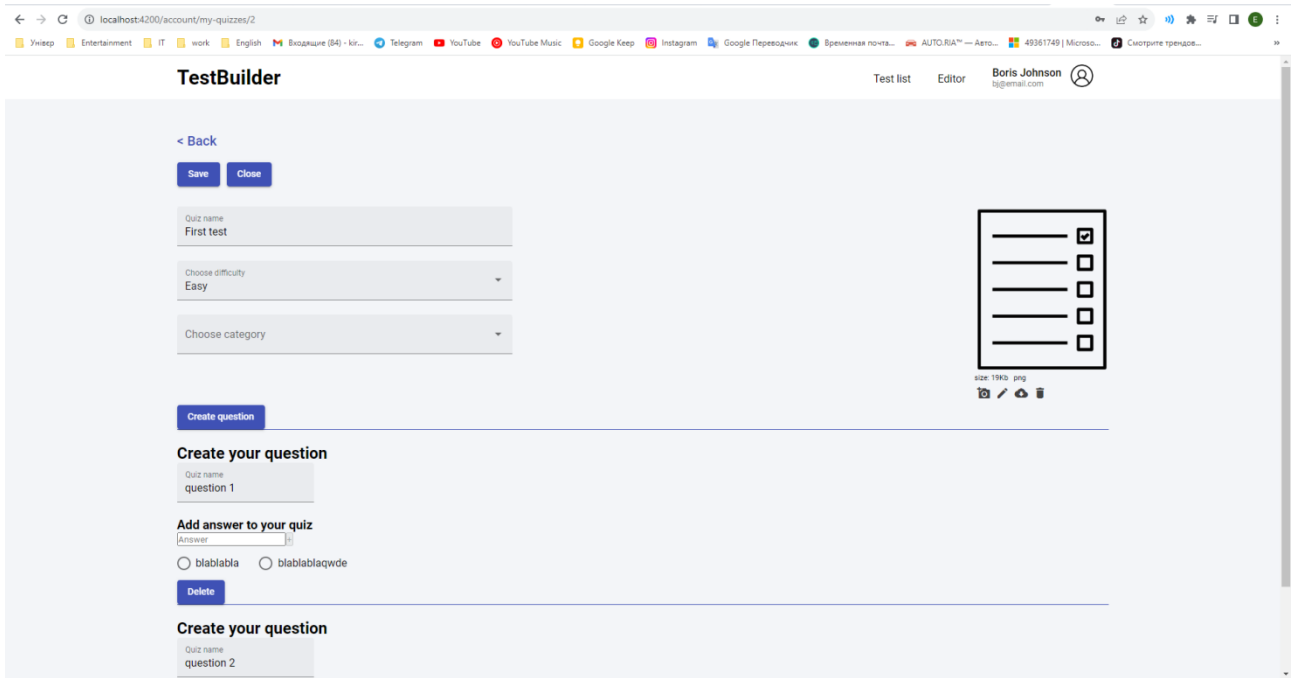 localhost:4200/account/my-quizzes/2
E
Універ Entertainment IT work English Входящие (84) - kir... Telegram YouTube YouTube Music Google Keep Instagram Google Переводчик Временная почта... AUTO.RIA™ — Авто... 49361749 | Microso... Смотрите трендов... »
TestBuilder
Test list Editor Boris Johnson
bj@email.com
< Back
Save Close
Quiz name
First test
Choose difficulty
Easy
Choose category
size: 19Kb png
Create question
Create your question
Quiz name
question 1
Add answer to your quiz
Answer +
blablabla blablablaqwde
Delete
Create your question
Quiz name
question 2